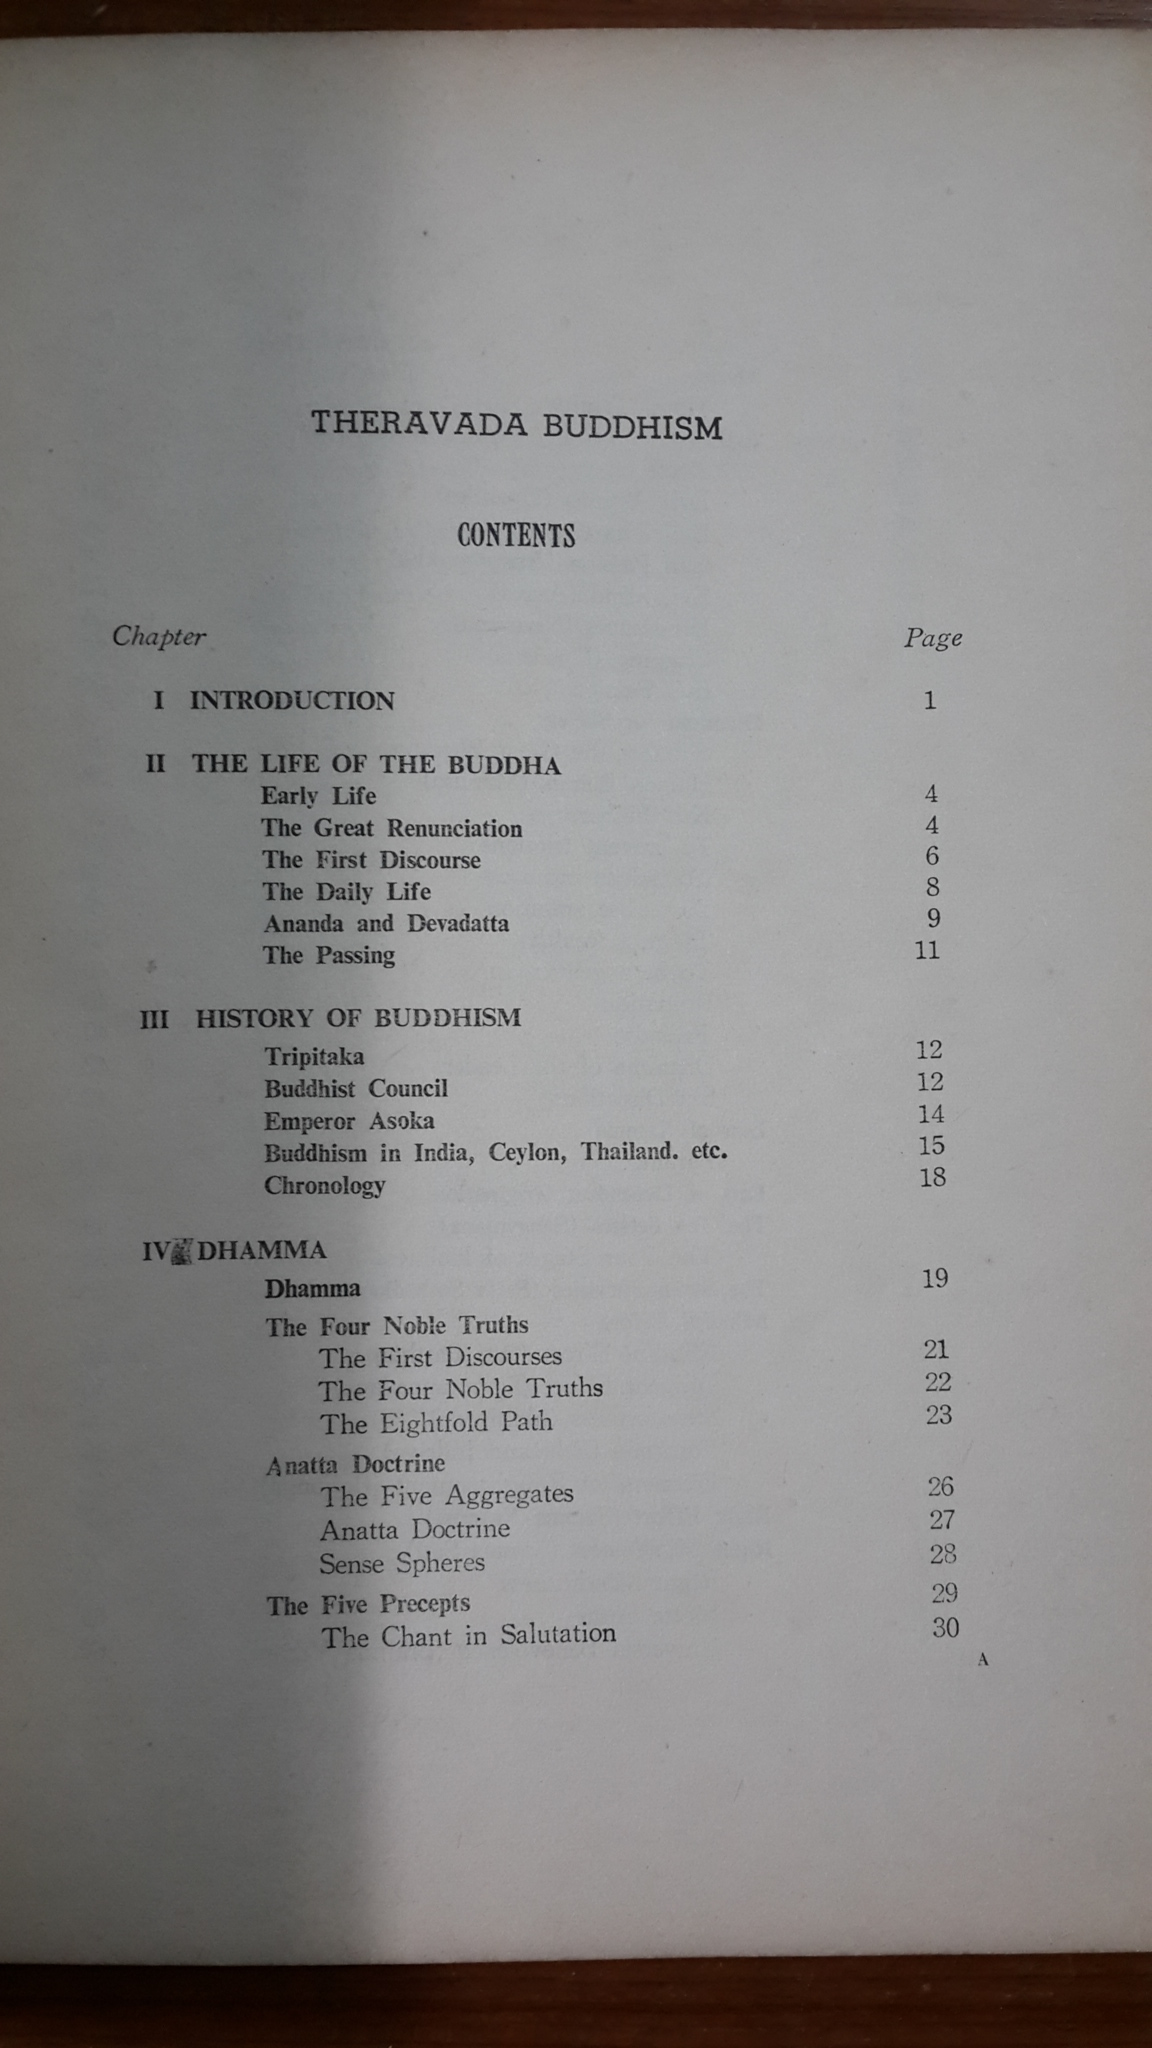 THERAVADA BUDDHISM
CONTENTS
Chapter Page
I INTRODUCTION 1
II THE LIFE OF THE BUDDHA
Early Life 4
The Great Renunciation 4
The First Discourse 6
The Daily Life 8
Ananda and Devadatta 9
The Passing 11
III HISTORY OF BUDDHISM
Tripitaka 12
Buddhist Council 12
Emperor Asoka 14
Buddhism in India, Ceylon, Thailand. etc. 15
Chronology 18
IV DHAMMA
Dhamma 19
The Four Noble Truths
The First Discourses 21
The Four Noble Truths 22
The Eightfold Path 23
Anatta Doctrine
The Five Aggregates 26
Anatta Doctrine 27
Sense Spheres 28
The Five Precepts 29
The Chant in Salutation 30
A